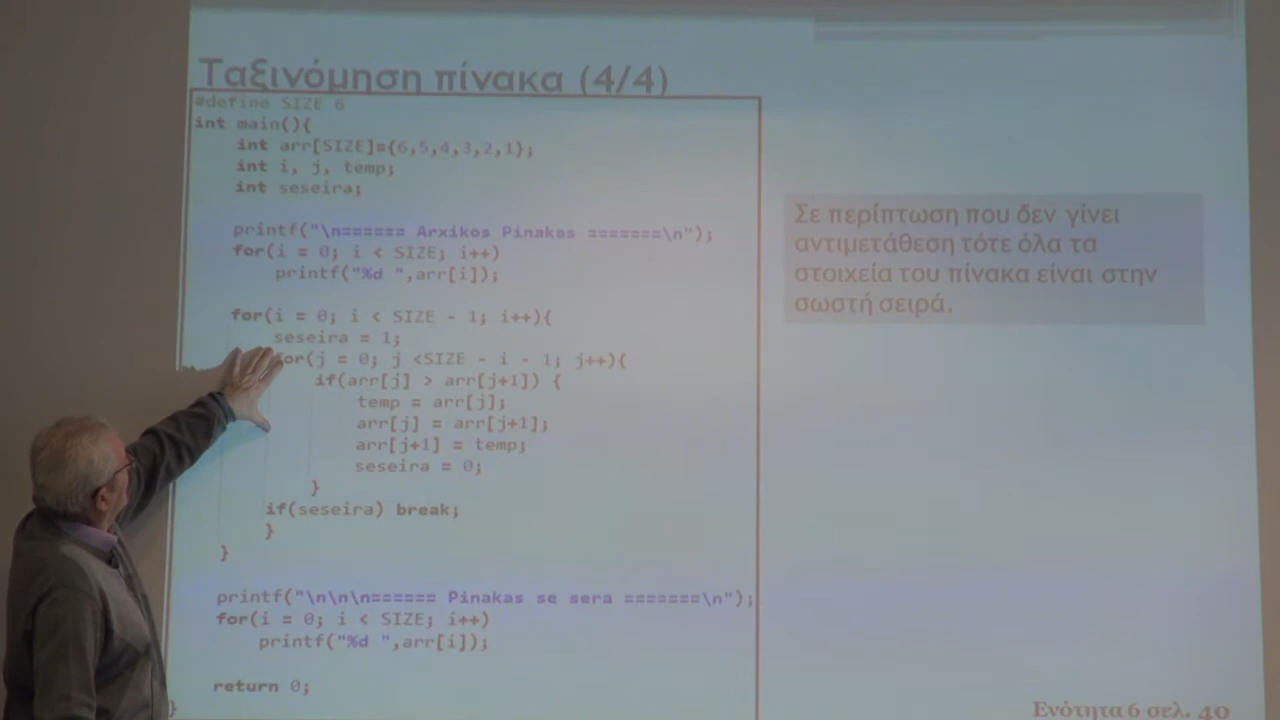 Ταξινόμηση πίνακα (4/4)
#define SIZE 6
int main(){
int arr[SIZE]={6,5,4,3,2,1};
int i, j, temp;
int seseira;
printf("\n====== Arxikos Pinakas =======\n");
for(i = 0; i < SIZE; i++)
printf("%d ",arr[i]);
for(i = 0; i < SIZE - 1; i++){
seseira = 1;
for(j = 0; j <SIZE - i - 1; j++){
if(arr[j] > arr[j+1]) {
temp = arr[j];
arr[j] = arr[j+1];
arr[j+1] = temp;
seseira = 0;
}
if(seseira) break;
}
}
printf("\n\n\n====== Pinakas se sera =======\n");
for(i = 0; i < SIZE; i++)
printf("%d ",arr[i]);
return 0;
}
Σε περίπτωση που δεν γίνει
αντιμετάθεση τότε όλα τα
στοιχεία του πίνακα είναι στην
σωστή σειρά.
Ενότητα 6 σελ. 40